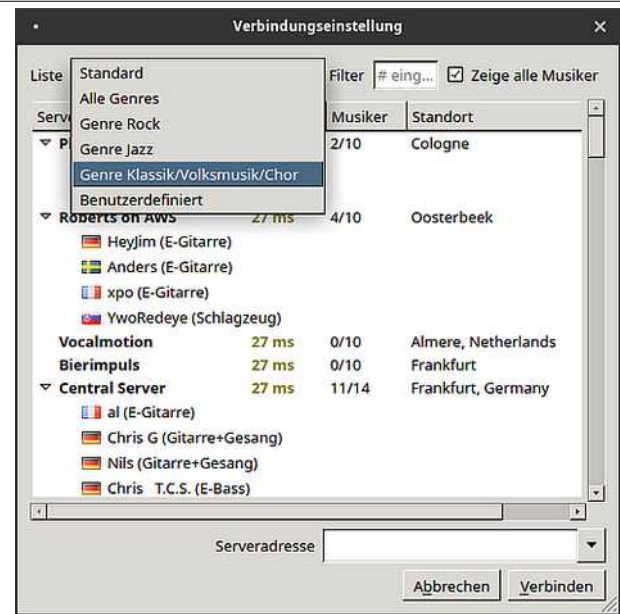 Verbindungseinstellung
Liste
Standard
Alle Genres
Genre Rock
Genre Jazz
Genre Klassik/Volksmusik/Chor
Benutzerdefiniert
Filter # eing... Zeige alle Musiker
Serve Musiker Standort
P 2/10 Cologne
Roberts on AWS 27 ms 4/10 Oosterbeek
HeyJim (E-Gitarre)
Anders (E-Gitarre)
xpo (E-Gitarre)
YwoRedeye (Schlagzeug)
Vocalmotion 27 ms 0/10 Almere, Netherlands
Bierimpuls 27 ms 0/10 Frankfurt
Central Server 27 ms 11/14 Frankfurt, Germany
al (E-Gitarre)
Chris G (Gitarre+Gesang)
Nils (Gitarre+Gesang)
Chris T.C.S. (E-Bass)
Serveradresse
Abbrechen Verbinden